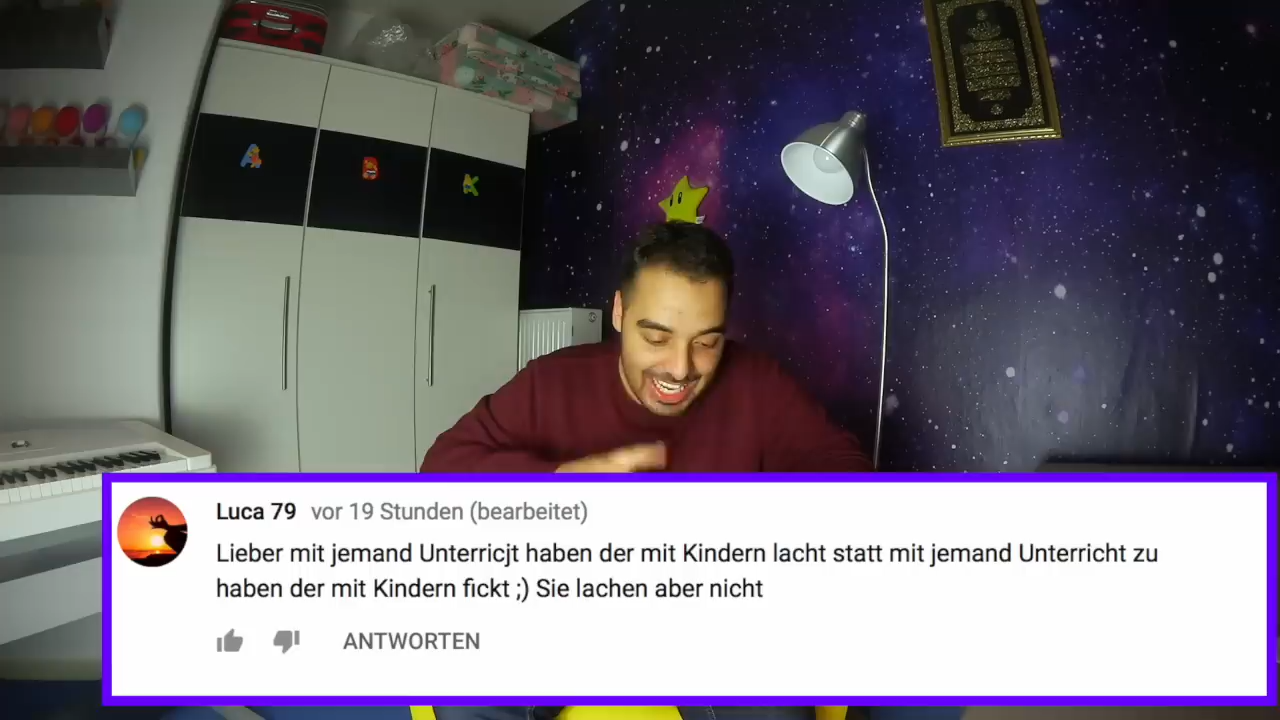 A
B
K
Luca 79 vor 19 Stunden (bearbeitet)
Lieber mit jemand Unterricjt haben der mit Kindern lacht statt mit jemand Unterricht zu
haben der mit Kindern fickt ;) Sie lachen aber nicht
ANTWORTEN